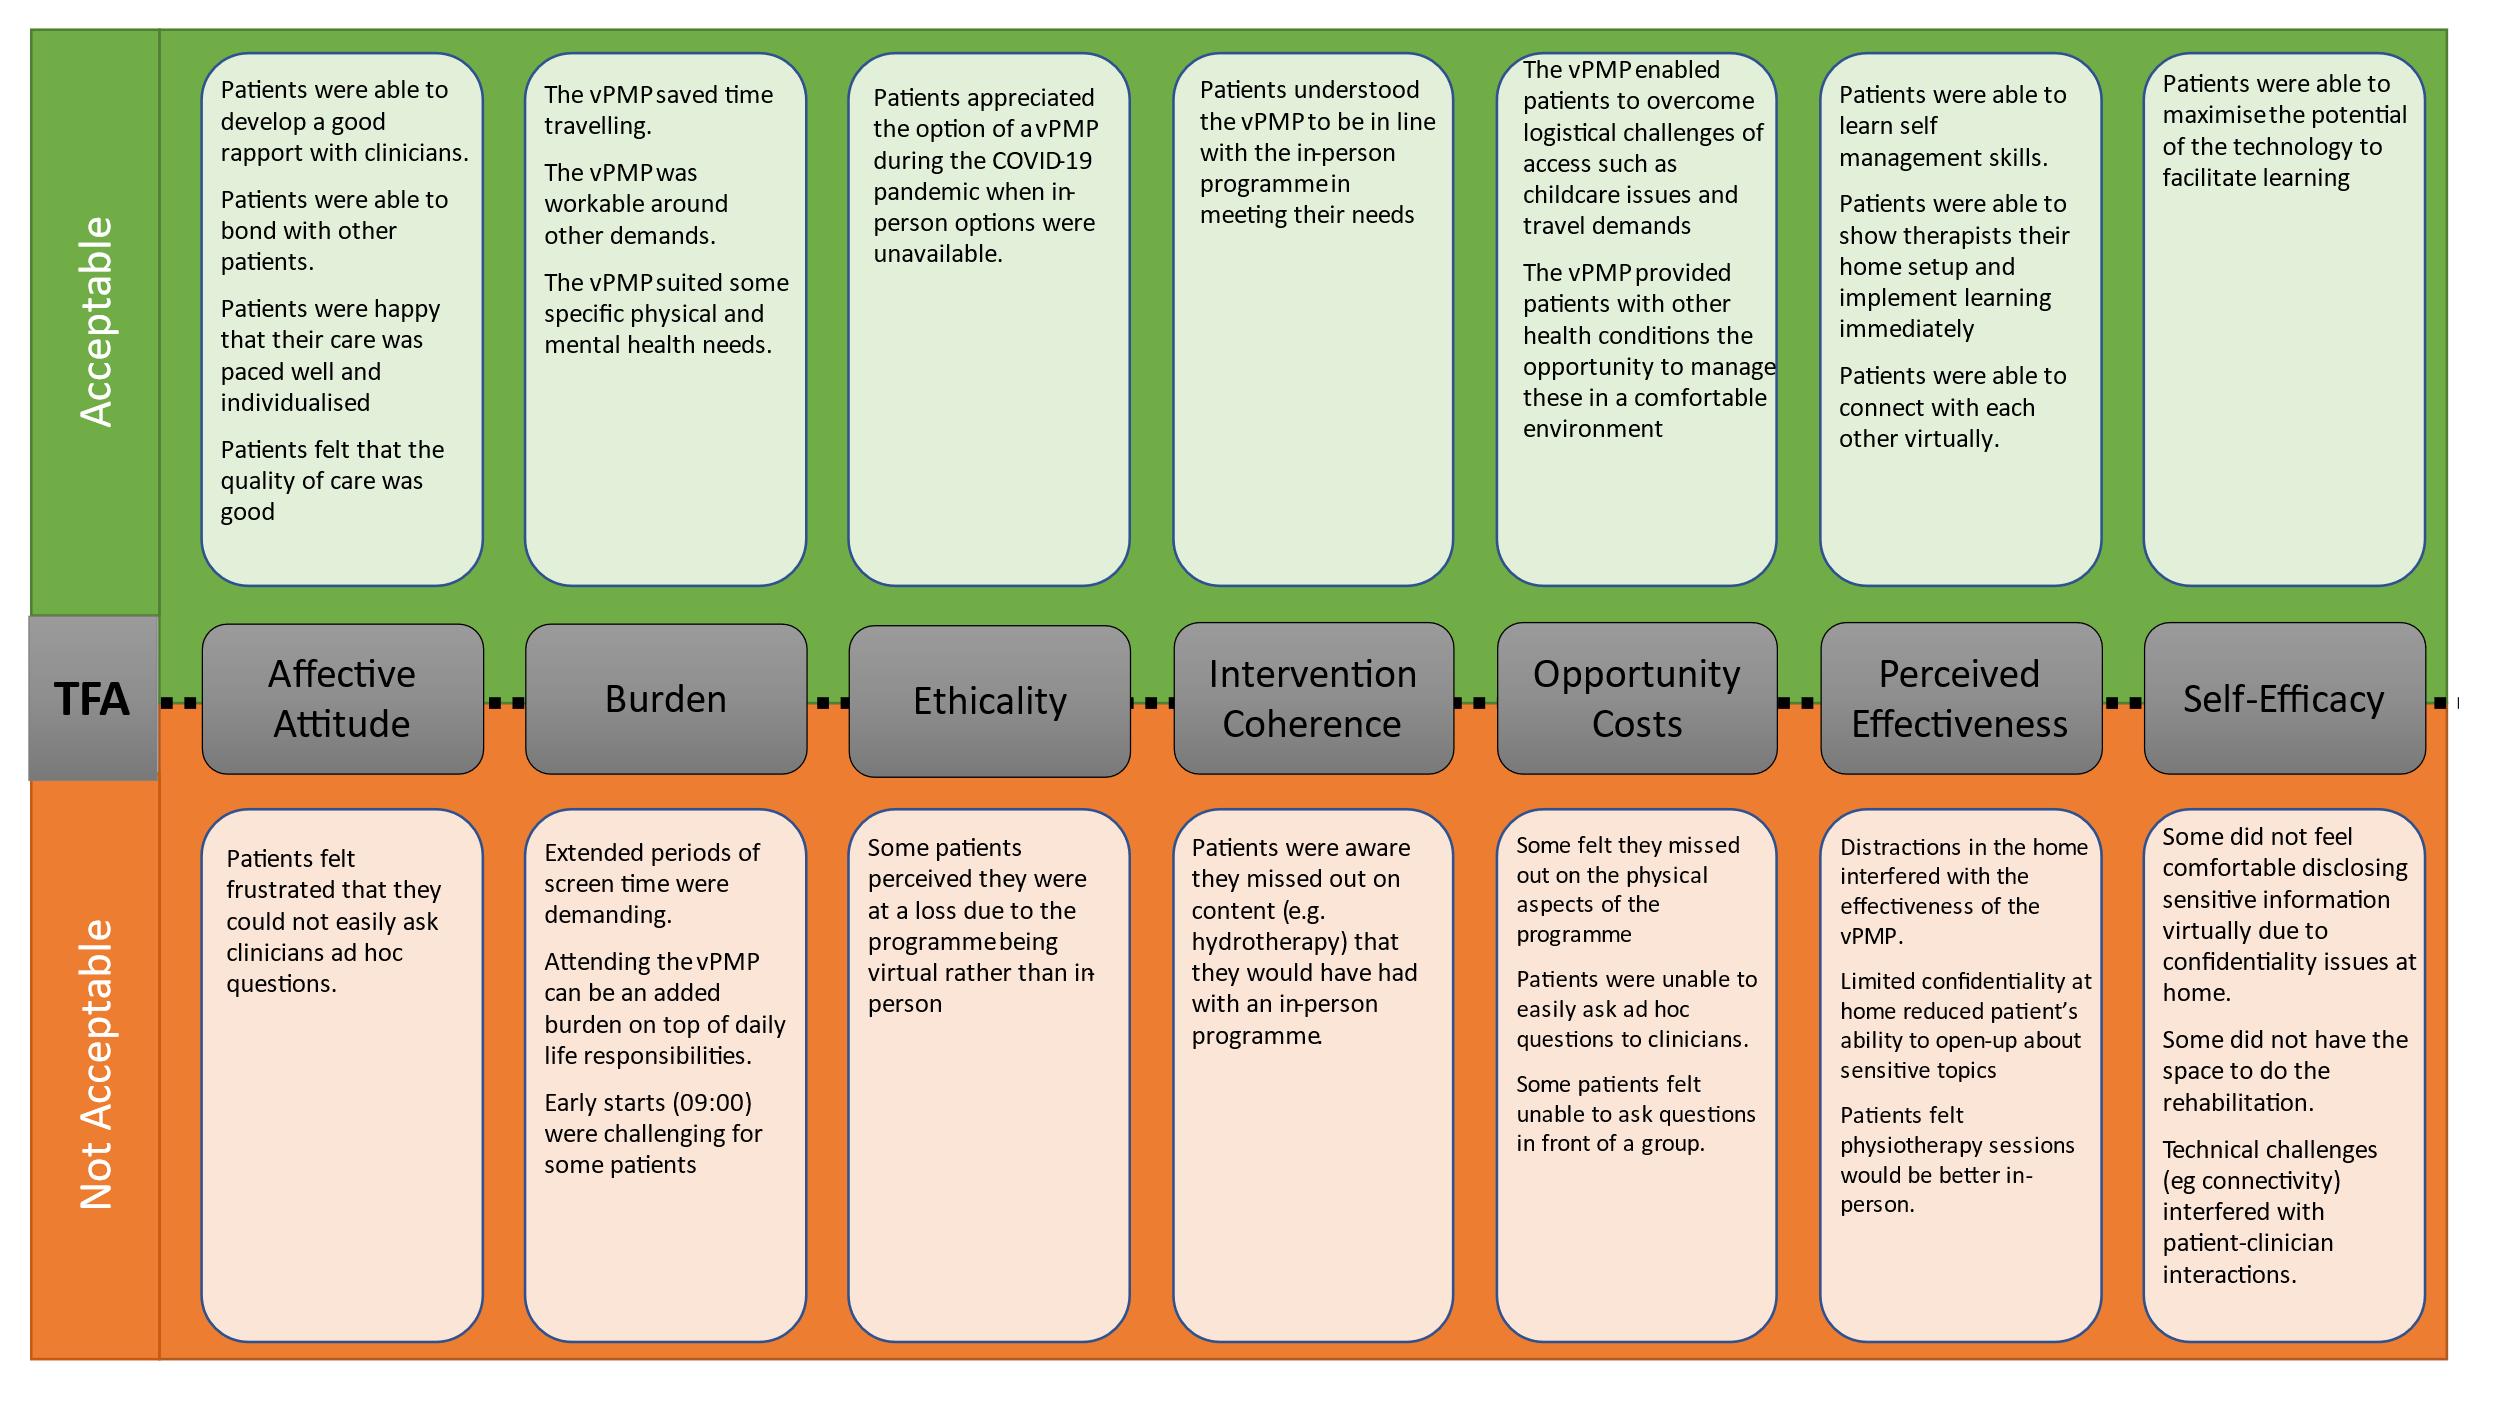 Acceptable
Patients were able to
develop a good
rapport with clinicians.
Patients were able to
bond with other
patients.
Patients were happy
that their care was
paced well and
individualised
Patients felt that the
quality of care was
good
The vPMP saved time
travelling.
The vPMP was
workable around
other demands.
The vPMP suited some
specific physical and
mental health needs.
Patients appreciated
the option of a vPMP
during the COVID-19
pandemic when in-
person options were
unavailable.
Patients understood
the vPMP to be in line
with the in-person
programme in
meeting their needs
The vPMP enabled
patients to overcome
logistical challenges of
access such as
childcare issues and
travel demands
The vPMP provided
patients with other
health conditions the
opportunity to manage
these in a comfortable
environment
Patients were able to
learn self
management skills.
Patients were able to
show therapists their
home setup and
implement learning
immediately
Patients were able to
connect with each
other virtually.
Patients were able to
maximise the potential
of the technology to
facilitate learning
TFA
Affective
Attitude
Burden
Ethicality
Intervention
Coherence
Opportunity
Costs
Perceived
Effectiveness
Self-Efficacy
Not Acceptable
Patients felt
frustrated that they
could not easily ask
clinicians ad hoc
questions.
Extended periods of
screen time were
demanding.
Attending the vPMP
can be an added
burden on top of daily
life responsibilities.
Early starts (09:00)
were challenging for
some patients
Some patients
perceived they were
at a loss due to the
programme being
virtual rather than in-
person
Patients were aware
they missed out on
content (e.g.
hydrotherapy) that
they would have had
with an in-person
programme.
Some felt they missed
out on the physical
aspects of the
programme
Patients were unable to
easily ask ad hoc
questions to clinicians.
Some patients felt
unable to ask questions
in front of a group.
Distractions in the home
interfered with the
effectiveness of the
vPMP.
Limited confidentiality at
home reduced patient’s
ability to open-up about
sensitive topics
Patients felt
physiotherapy sessions
would be better in-
person.
Some did not feel
comfortable disclosing
sensitive information
virtually due to
confidentiality issues at
home.
Some did not have the
space to do the
rehabilitation.
Technical challenges
(eg connectivity)
interfered with
patient-clinician
interactions.